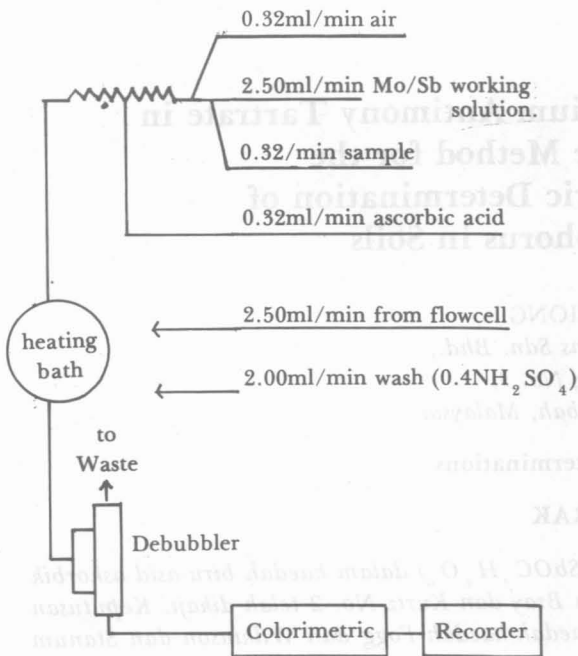 0.32ml/min air
2.50ml/min Mo/Sb working
solution.
0.32/min sample
0.32ml/min ascorbic acid
heating
bath
2.50ml/min from flowcell
2.00ml/min wash (0.4NH₂SO₄)
to
Waste
Debubbler
Colorimetric
Recorder